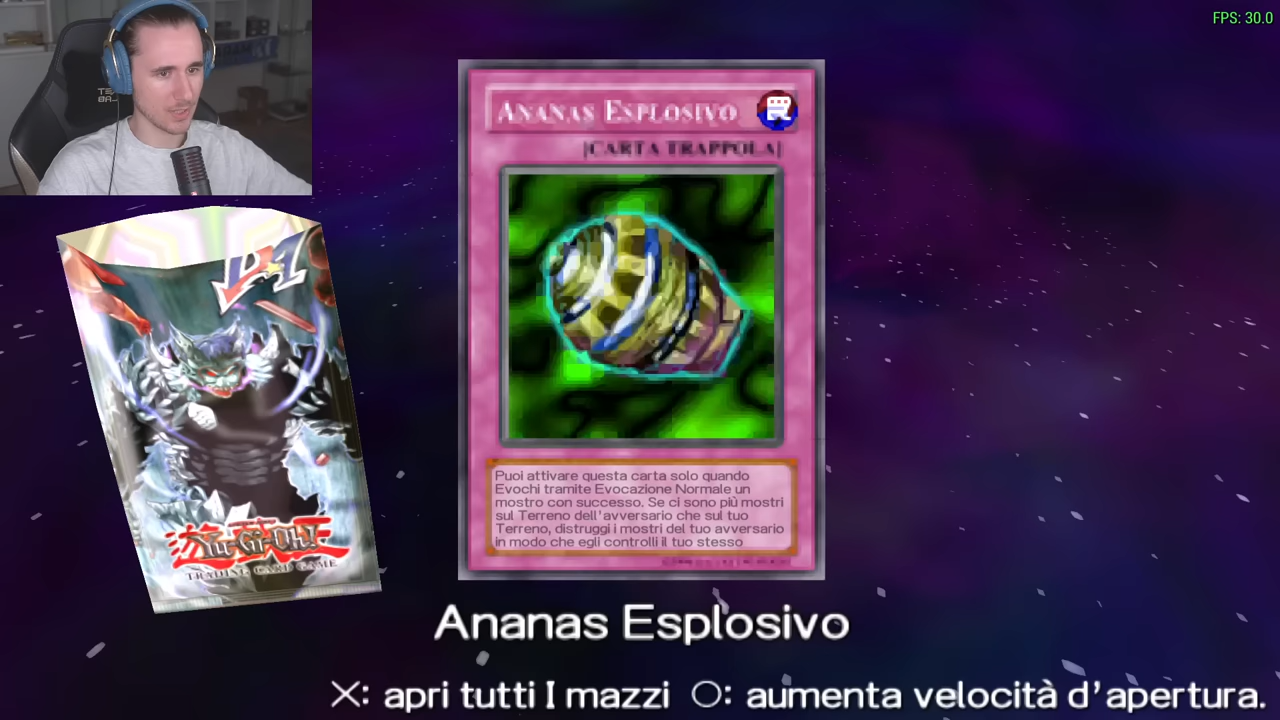 FPS: 30.0
ANANAS ESPLOSIVO
[CARTA TRAPPOLA]
Puoi attivare questa carta solo quando
Evochi tramite Evocazione Normale un
mostro con successo. Se ci sono più mostri
sul Terreno dell'avversario che sul tuo
Terreno, distruggi i mostri del tuo avversario
in modo che egli controlli il tuo stesso
Yu-Gi-Oh!
TRADING CARD GAME
Ananas Esplosivo
X: apri tutti I mazzi O: aumenta velocità d'apertura.